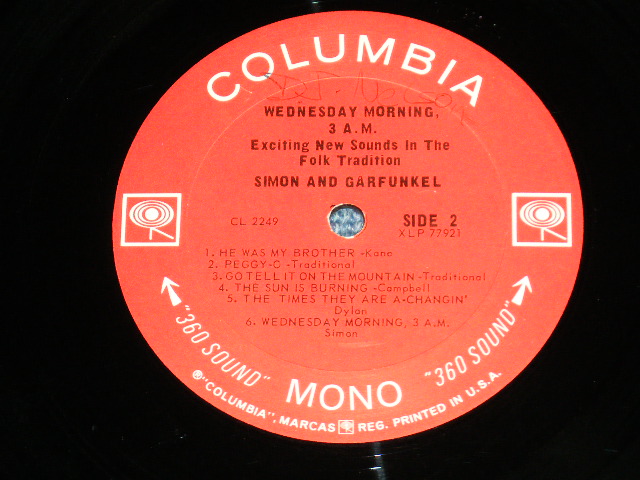 COLUMBIA
WEDNESDAY MORNING,
3 A.M.
Exciting New Sounds In The
Folk Tradition
SIMON AND GARFUNKEL
CL 2249
SIDE 2
XLP 77921
1. HE WAS MY BROTHER -Kane
2. PEGGY-O -Traditional
3. GO TELL IT ON THE MOUNTAIN -Traditional
4. THE SUN IS BURNING -Campbell
5. THE TIMES THEY ARE A-CHANGIN'
Dylan
6. WEDNESDAY MORNING, 3 A.M.
Simon
"360 SOUND" MONO "360 SOUND"
®"COLUMBIA", MARCAS REG. PRINTED IN U.S.A.